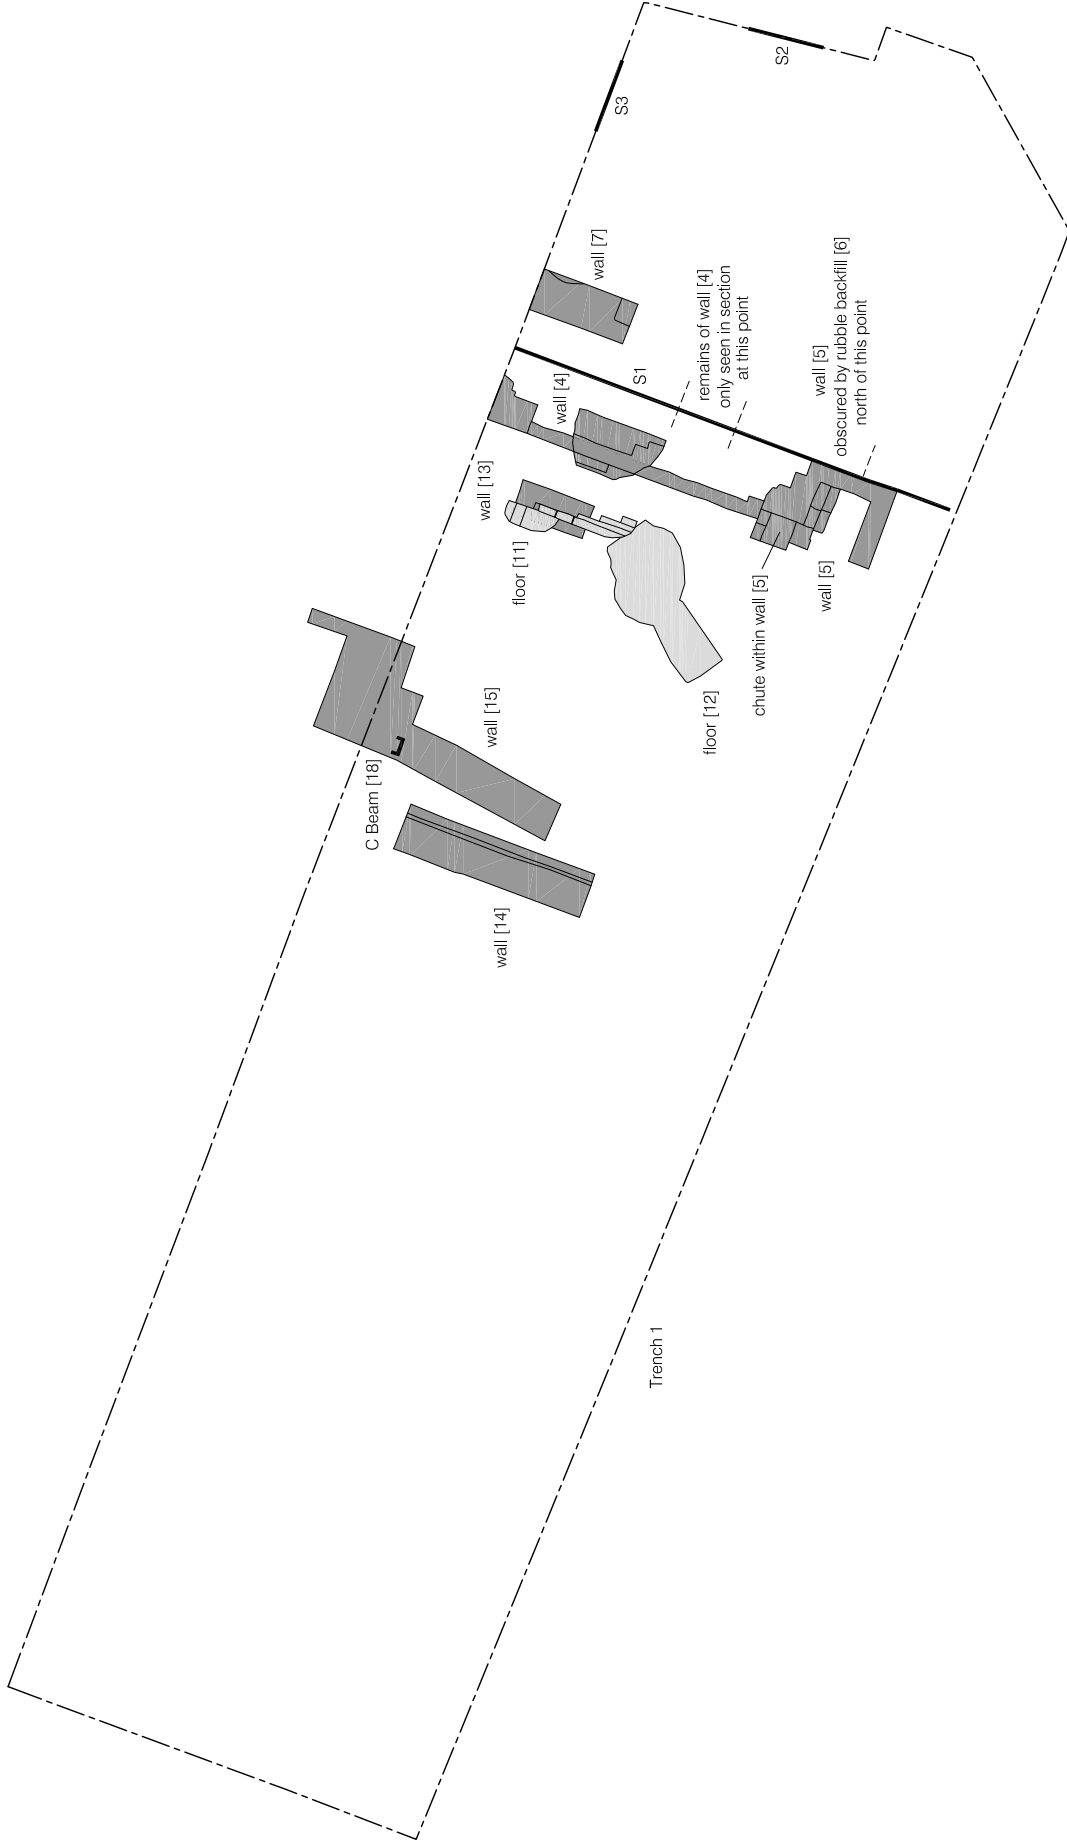 S2
S3
wall [7]
remains of wall [4]
only seen in section
at this point
wall [5]
obscured by rubble backfill [6]
north of this point
S1
wall [4]
wall [13]
floor [11]
chute within wall [5]
wall [5]
floor [12]
wall [15]
C Beam [18]
wall [14]
Trench 1